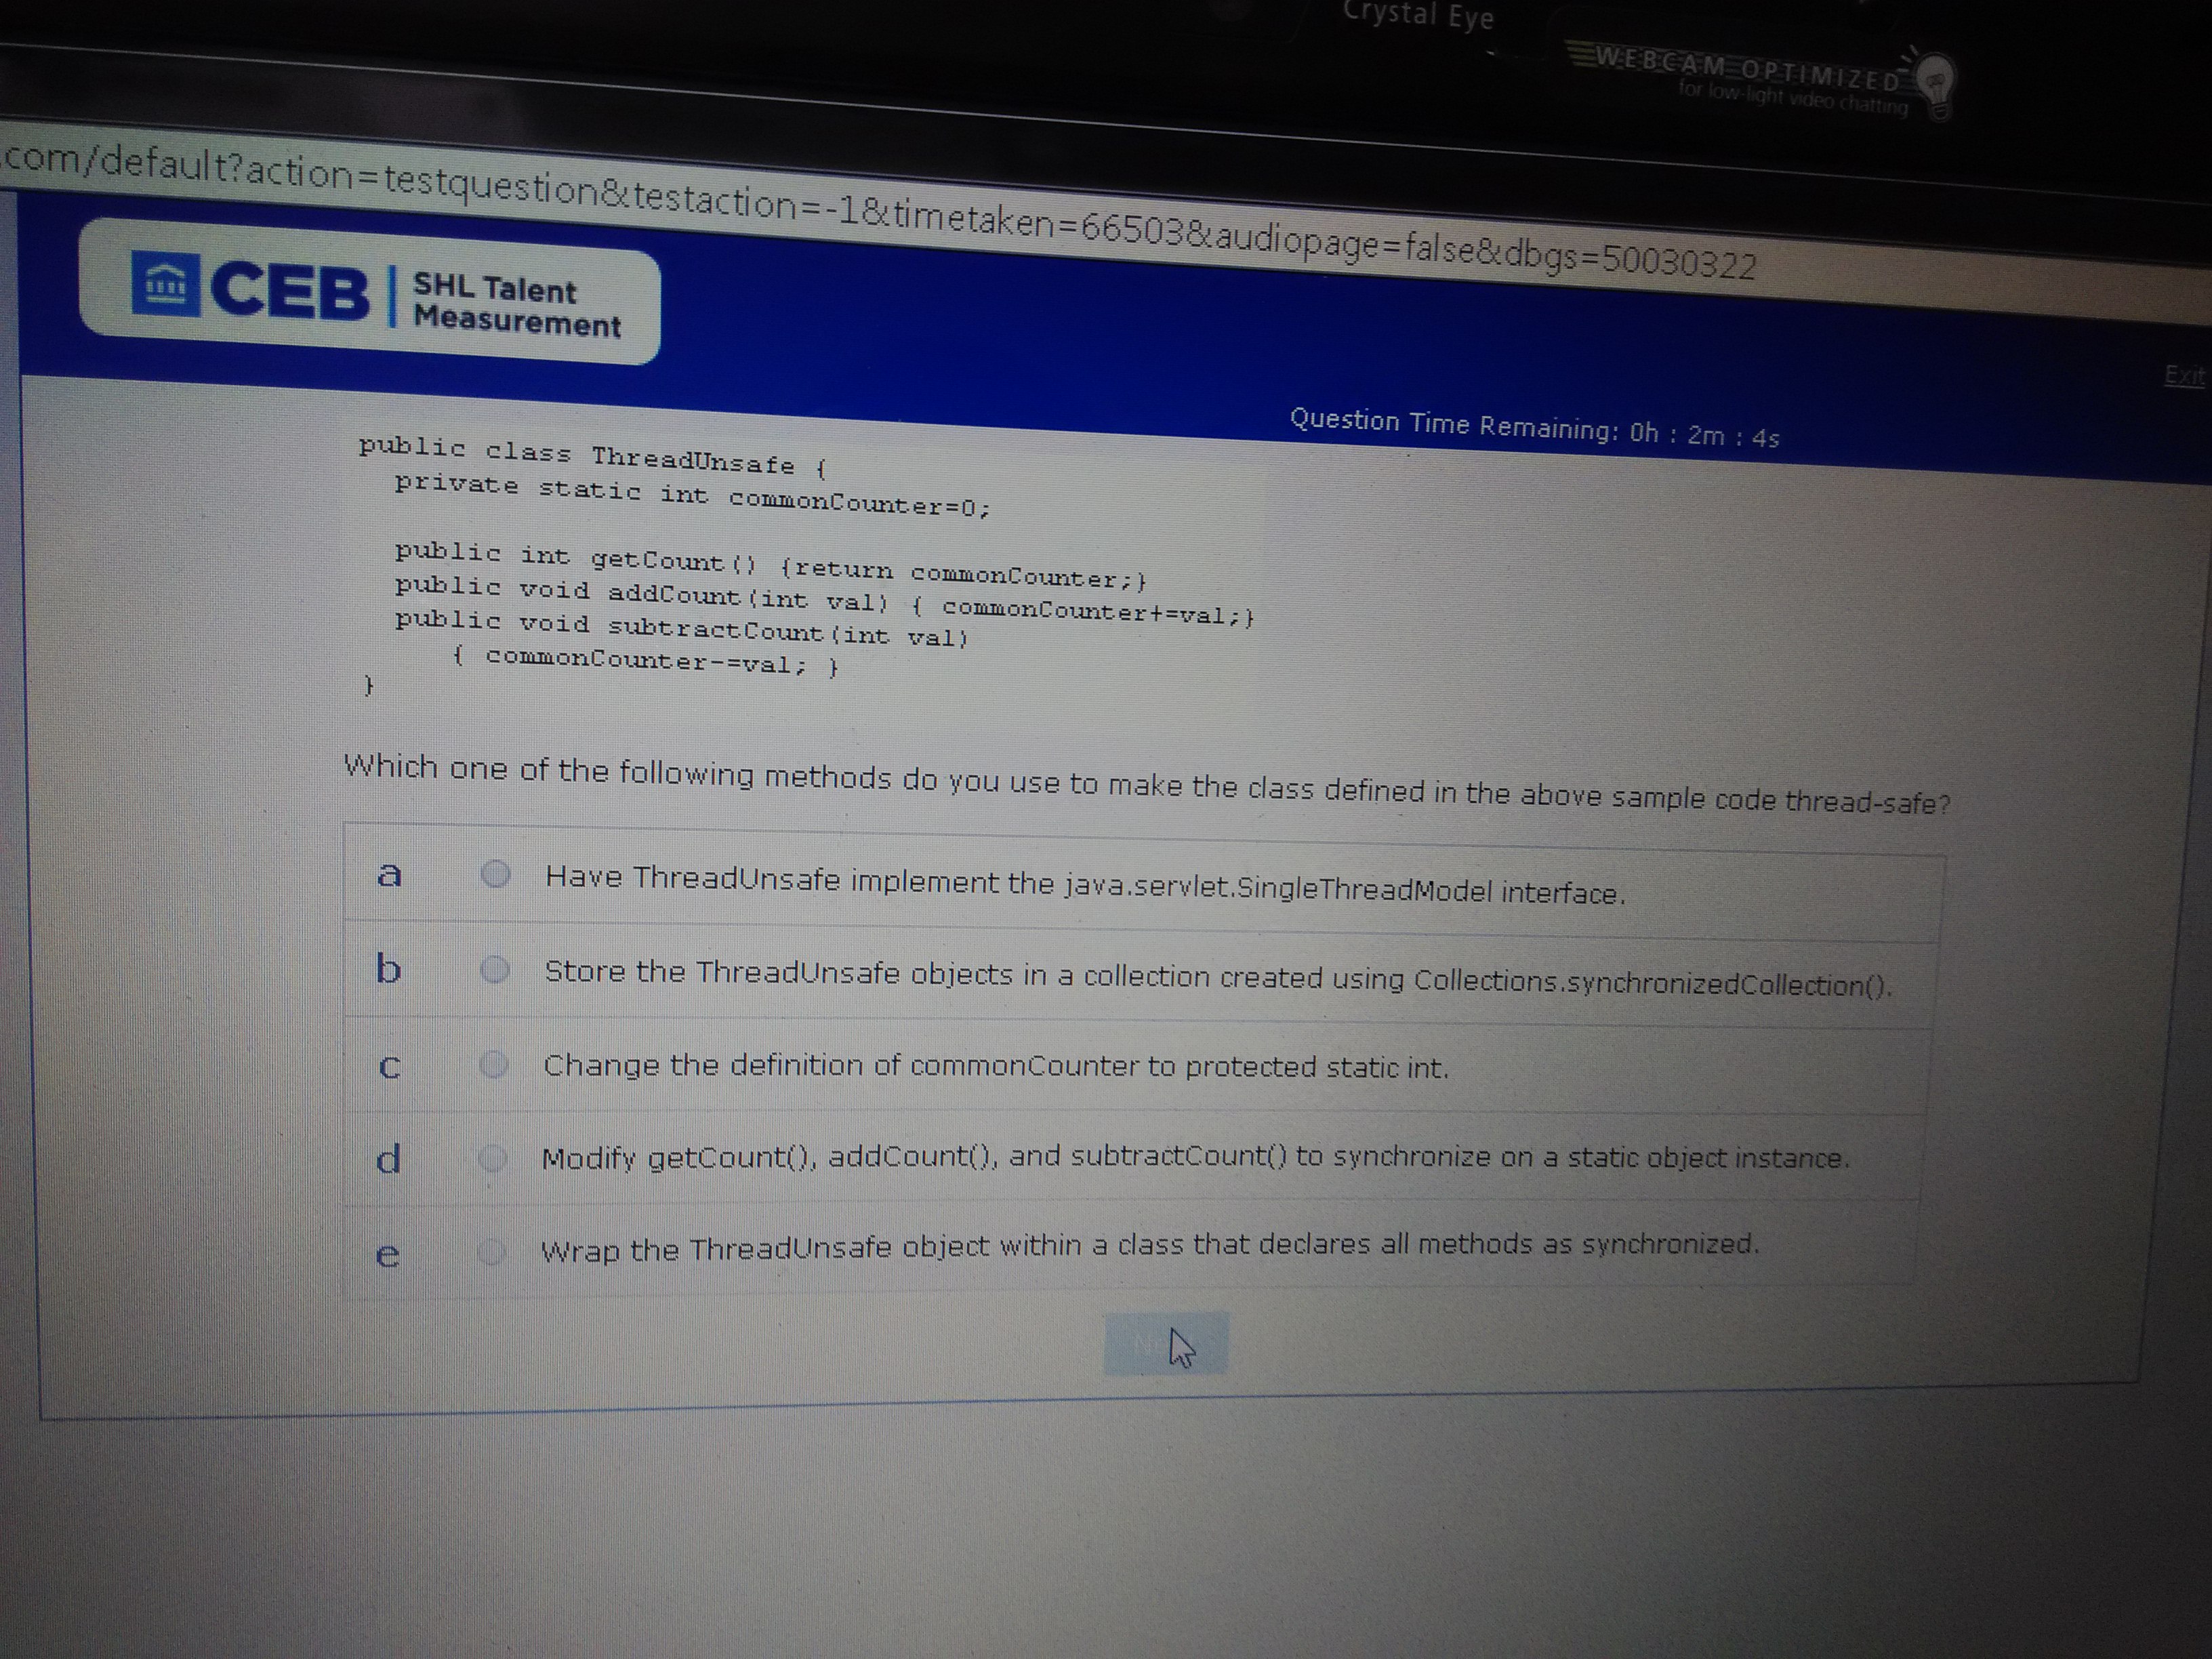 Crystal Eye
WEBCAM OPTIMIZED
for low-light video chatting
.com/default?action=testquestion&testaction=-1&timetaken=66503&audiopage=false&dbgs=50030322
CEB
SHL Talent
Measurement
Exit
Question Time Remaining: 0h : 2m : 4s
public class ThreadUnsafe {
private static int commonCounter=0;
public int getCount() {return commonCounter;}
public void addCount(int val) { commonCounter+=val;}
public void subtractCount(int val)
{ commonCounter-=val; }
}
Which one of the following methods do you use to make the class defined in the above sample code thread-safe?
a Have ThreadUnsafe implement the java.servlet.SingleThreadModel interface.
b Store the ThreadUnsafe objects in a collection created using Collections.synchronizedCollection().
c Change the definition of commonCounter to protected static int.
d Modify getCount(), addCount(), and subtractCount() to synchronize on a static object instance.
e Wrap the ThreadUnsafe object within a class that declares all methods as synchronized.